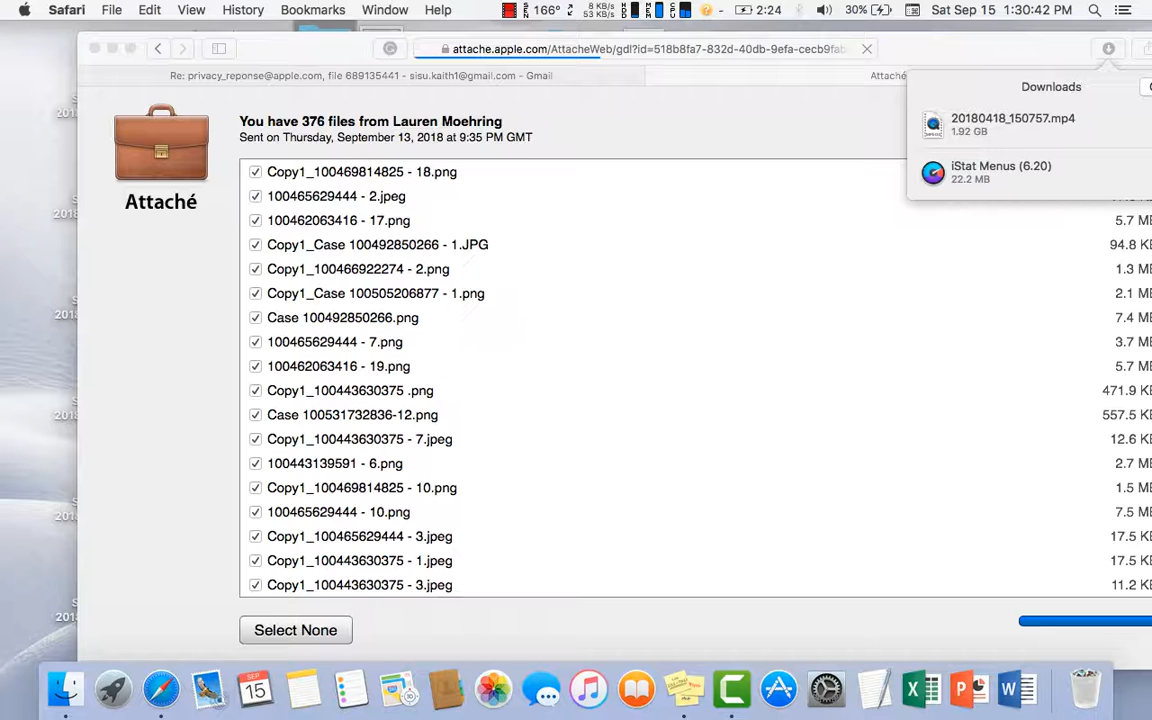 Safari File Edit View History Bookmarks Window Help 166° 8 KB/s 53 KB/s 2:24 30% Sat Sep 15 1:30:42 PM
attache.apple.com/AttacheWeb/gdl?id=518b8fa7-832d-40db-9efa-cecb9fab
Re: privacy_reponse@apple.com, file 689135441 - sisu.kaith1@gmail.com - Gmail Attaché
Downloads
20180418_150757.mp4
1.92 GB
iStat Menus (6.20)
22.2 MB
Attaché
You have 376 files from Lauren Moehring
Sent on Thursday, September 13, 2018 at 9:35 PM GMT
Copy1_100469814825 - 18.png
100465629444 - 2.jpeg
100462063416 - 17.png 5.7 MB
Copy1_Case 100492850266 - 1.JPG 94.8 KB
Copy1_100466922274 - 2.png 1.3 MB
Copy1_Case 100505206877 - 1.png 2.1 MB
Case 100492850266.png 7.4 MB
100465629444 - 7.png 3.7 MB
100462063416 - 19.png 5.7 MB
Copy1_100443630375 .png 471.9 KB
Case 100531732836-12.png 557.5 KB
Copy1_100443630375 - 7.jpeg 12.6 KB
100443139591 - 6.png 2.7 MB
Copy1_100469814825 - 10.png 1.5 MB
100465629444 - 10.png 7.5 MB
Copy1_100465629444 - 3.jpeg 17.5 KB
Copy1_100443630375 - 1.jpeg 17.5 KB
Copy1_100443630375 - 3.jpeg 11.2 KB
Select None
SEP
15